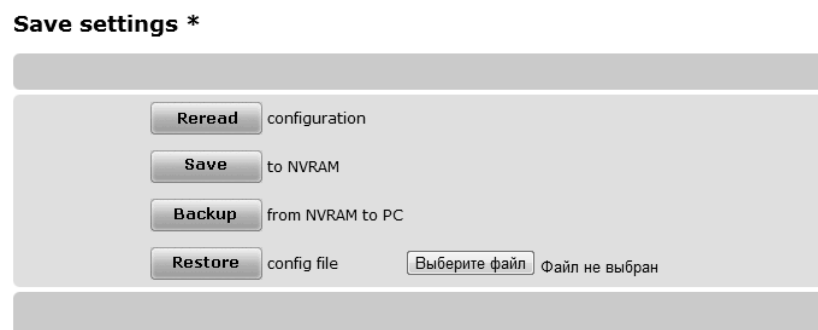 Save settings *
Reread configuration
Save to NVRAM
Backup from NVRAM to PC
Restore config file Выберите файл Файл не выбран